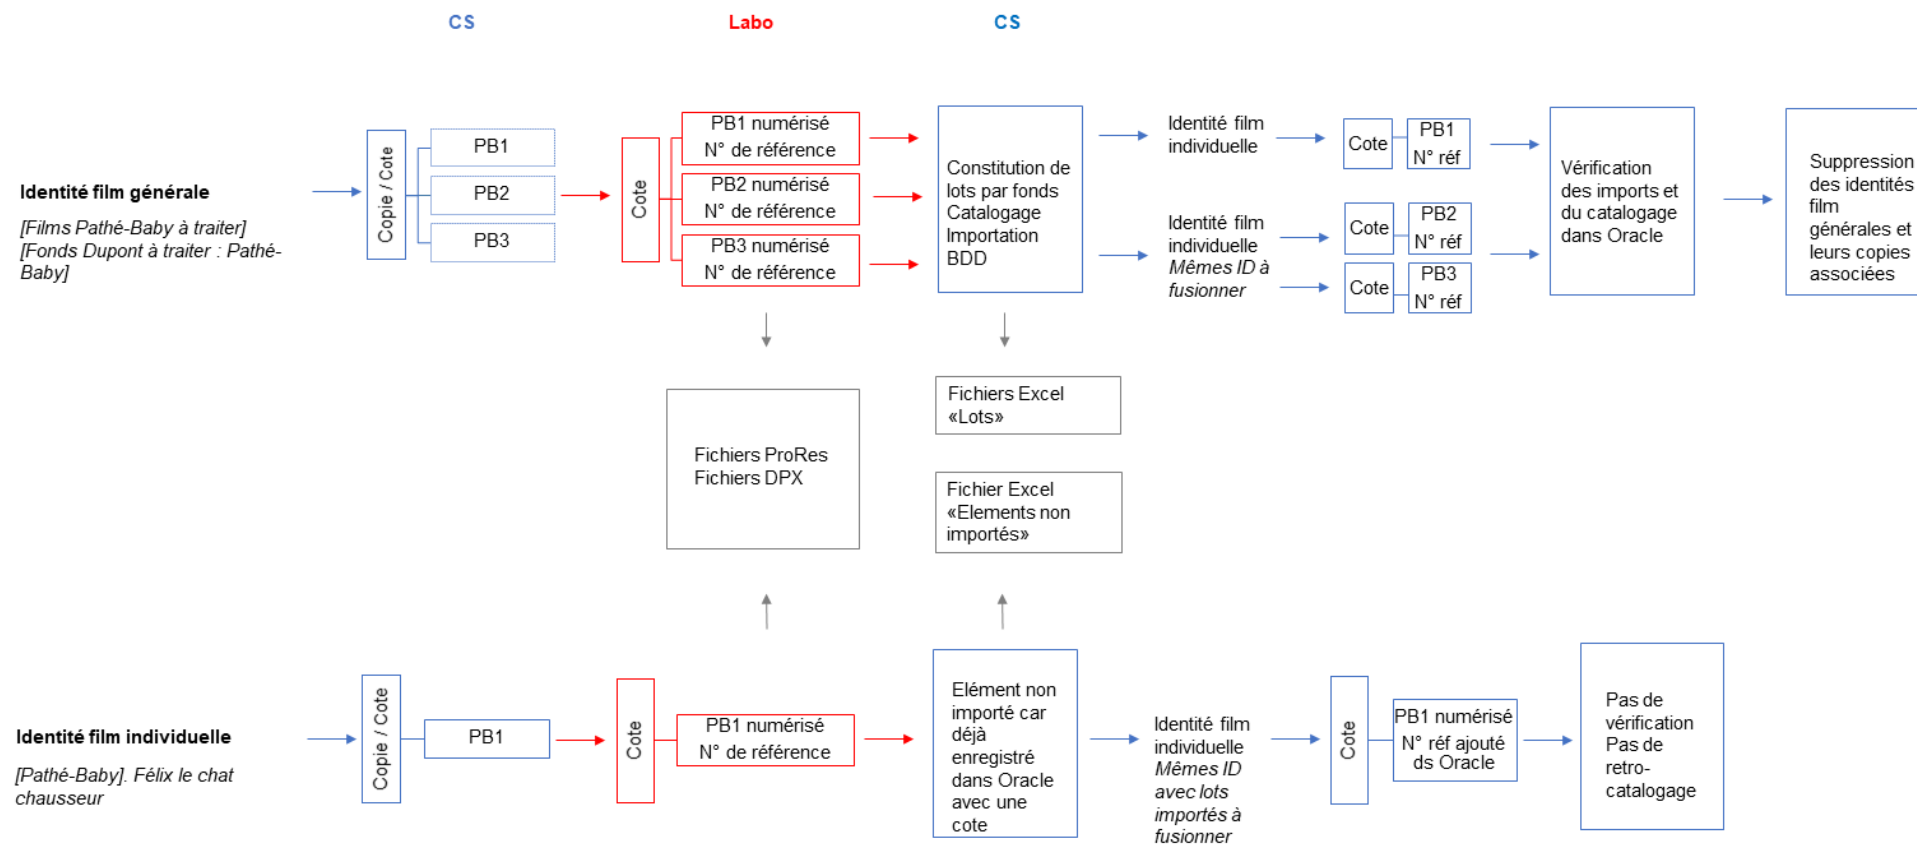 CS
Labo
CS
Identité film générale
[Films Pathé-Baby à traiter]
[Fonds Dupont à traiter : Pathé-
Baby]
Copie / Cote
PB1
PB2
PB3
Cote
PB1 numérisé
N° de référence
PB2 numérisé
N° de référence
PB3 numérisé
N° de référence
Constitution de
lots par fonds
Catalogage
Importation
BDD
Identité film
individuelle
Identité film
individuelle
Mêmes ID à
fusionner
Cote
PB1
N° réf
Cote
PB2
N° réf
Cote
PB3
N° réf
Vérification
des imports et
du catalogage
dans Oracle
Suppression
des identités
film
générales et
leurs copies
associées
Fichiers ProRes
Fichiers DPX
Fichiers Excel
«Lots»
Fichier Excel
«Elements non
importés»
Identité film individuelle
[Pathé-Baby]. Félix le chat
chausseur
Copie / Cote
PB1
Cote
PB1 numérisé
N° de référence
Elément non
importé car
déjà
enregistré
dans Oracle
avec une
cote
Identité film
individuelle
Mêmes ID
avec lots
importés à
fusionner
Cote
PB1 numérisé
N° réf ajouté
ds Oracle
Pas de
vérification
Pas de
retro-
catalogage